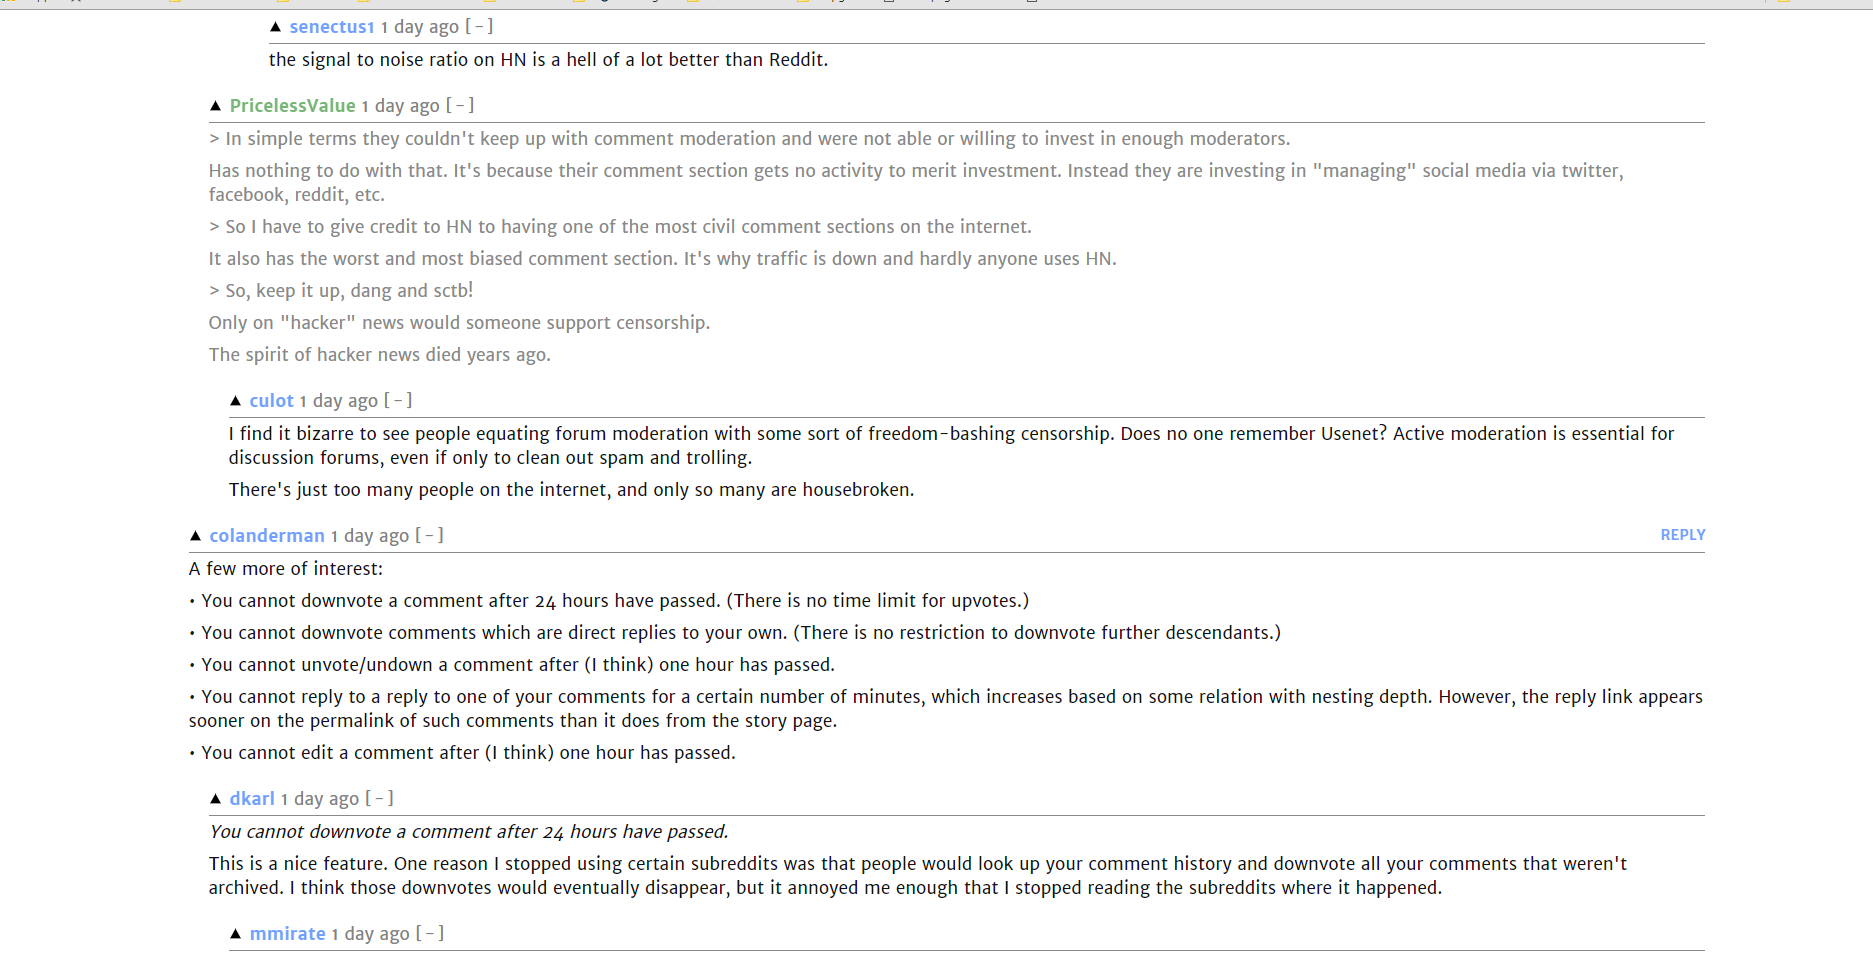 ▲ senectus1 1 day ago [-]
the signal to noise ratio on HN is a hell of a lot better than Reddit.
▲ PricelessValue 1 day ago [-]
> In simple terms they couldn't keep up with comment moderation and were not able or willing to invest in enough moderators.
Has nothing to do with that. It's because their comment section gets no activity to merit investment. Instead they are investing in "managing" social media via twitter,
facebook, reddit, etc.
> So I have to give credit to HN to having one of the most civil comment sections on the internet.
It also has the worst and most biased comment section. It's why traffic is down and hardly anyone uses HN.
> So, keep it up, dang and sctb!
Only on "hacker" news would someone support censorship.
The spirit of hacker news died years ago.
▲ culot 1 day ago [-]
I find it bizarre to see people equating forum moderation with some sort of freedom-bashing censorship. Does no one remember Usenet? Active moderation is essential for
discussion forums, even if only to clean out spam and trolling.
There's just too many people on the internet, and only so many are housebroken.
▲ colanderman 1 day ago [-] REPLY
A few more of interest:
• You cannot downvote a comment after 24 hours have passed. (There is no time limit for upvotes.)
• You cannot downvote comments which are direct replies to your own. (There is no restriction to downvote further descendants.)
• You cannot unvote/undown a comment after (I think) one hour has passed.
• You cannot reply to a reply to one of your comments for a certain number of minutes, which increases based on some relation with nesting depth. However, the reply link appears
sooner on the permalink of such comments than it does from the story page.
• You cannot edit a comment after (I think) one hour has passed.
▲ dkarl 1 day ago [-]
You cannot downvote a comment after 24 hours have passed.
This is a nice feature. One reason I stopped using certain subreddits was that people would look up your comment history and downvote all your comments that weren't
archived. I think those downvotes would eventually disappear, but it annoyed me enough that I stopped reading the subreddits where it happened.
▲ mmirate 1 day ago [-]